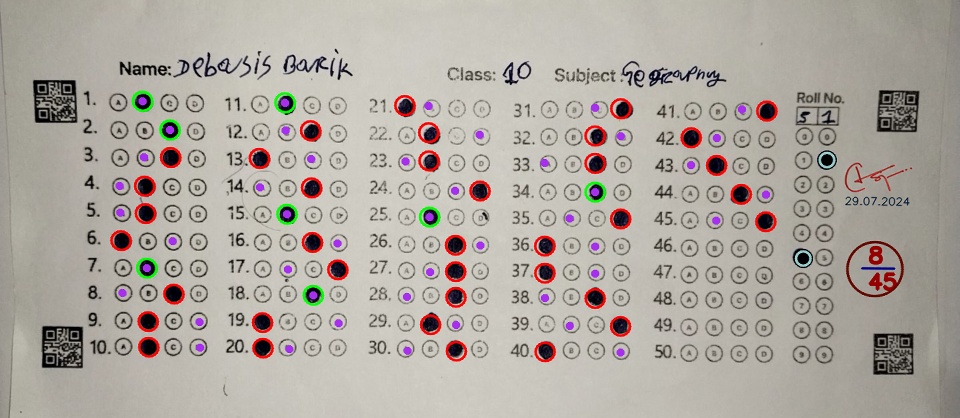 Name: Debasis Barik
Class: 10 Subject: Geography
Roll No.
5 1
1. A C D
2. A B D
3. A D
4. C D
5. C D
6. B D
7. A C D
8. B D
9. A C
10. A C
11. A C D
12. A D
13. B D
14. B D
15. A C D
16. A B
17. A C
18. A B D
19. B C
20. C D
21. C D
22. A C
23. C D
24. A B
25. A C D
26. A B
27. A D
28. B D
29. A D
30. B D
31. A B
32. A B
33. B D
34. A B D
35. A C
36. B D
37. B D
38. B D
39. A C
40. B C
41. A B
42. C D
43. C D
44. A B
45. A C
46. A B C D
47. A B C D
48. A B C D
49. A B C D
50. A B C D
0 0
1
2 2
3 3
4 4
5
6 6
7 7
8 8
9 9
29.07.2024
8
45